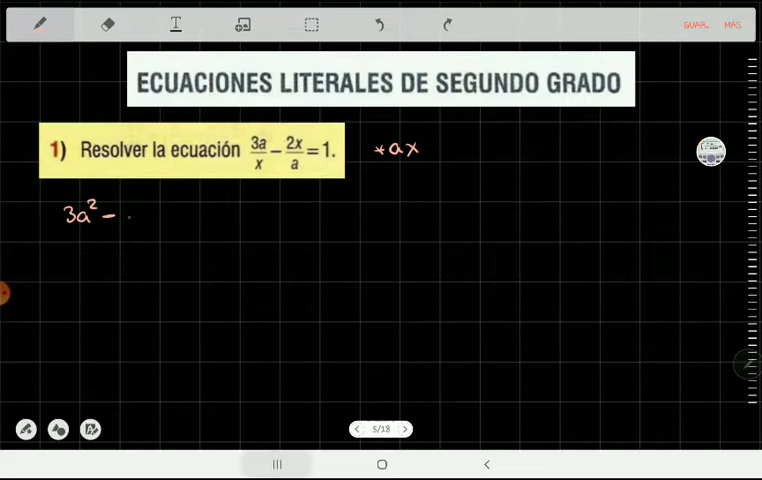 GUAR. MÁS
ECUACIONES LITERALES DE SEGUNDO GRADO
1) Resolver la ecuación 3a/x - 2x/a = 1. *ax
3a² -
5/18